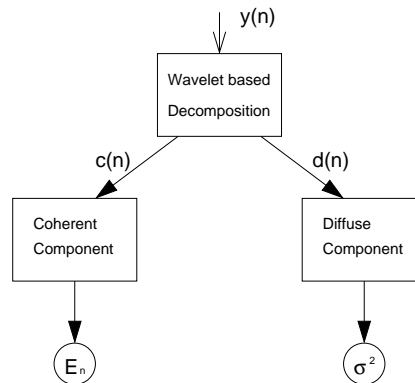 y(n)
Wavelet based
Decomposition
c(n)
d(n)
Coherent
Component
Diffuse
Component
Eₙ
σ²